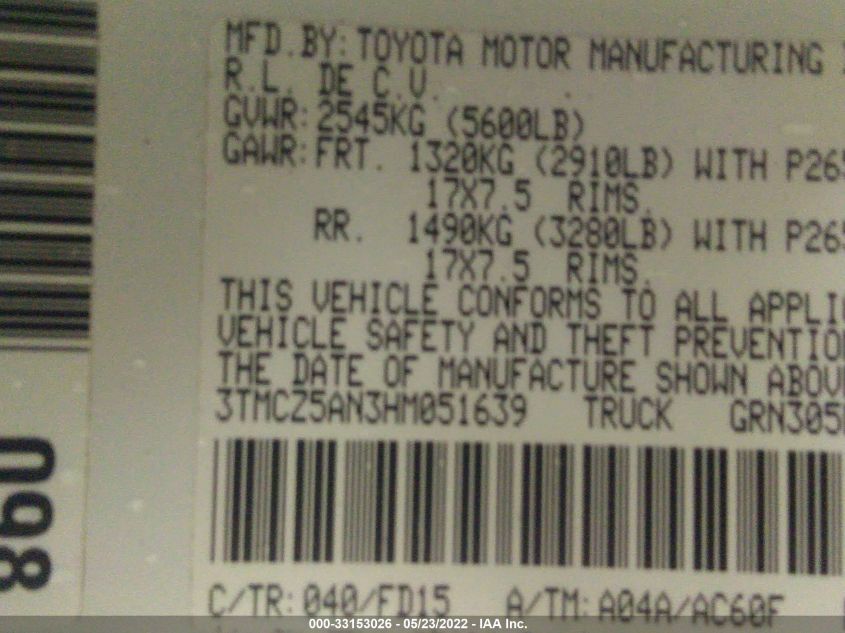 MFD.BY:TOYOTA MOTOR MANUFACTURING
R.L. DE C.V.
GVWR:2545KG (5600LB)
GAWR:FRT. 1320KG (2910LB) WITH P265
17X7.5 RIMS.
RR. 1490KG (3280LB) WITH P265
17X7.5 RIMS.
THIS VEHICLE CONFORMS TO ALL APPLIC
VEHICLE SAFETY AND THEFT PREVENTION
THE DATE OF MANUFACTURE SHOWN ABOVE
3TMCZ5AN3HM051639 TRUCK GRN305
C/TR:040/FD15 A/TM:A04A/AC60F
860
000-33153026 - 05/23/2022 - IAA Inc.